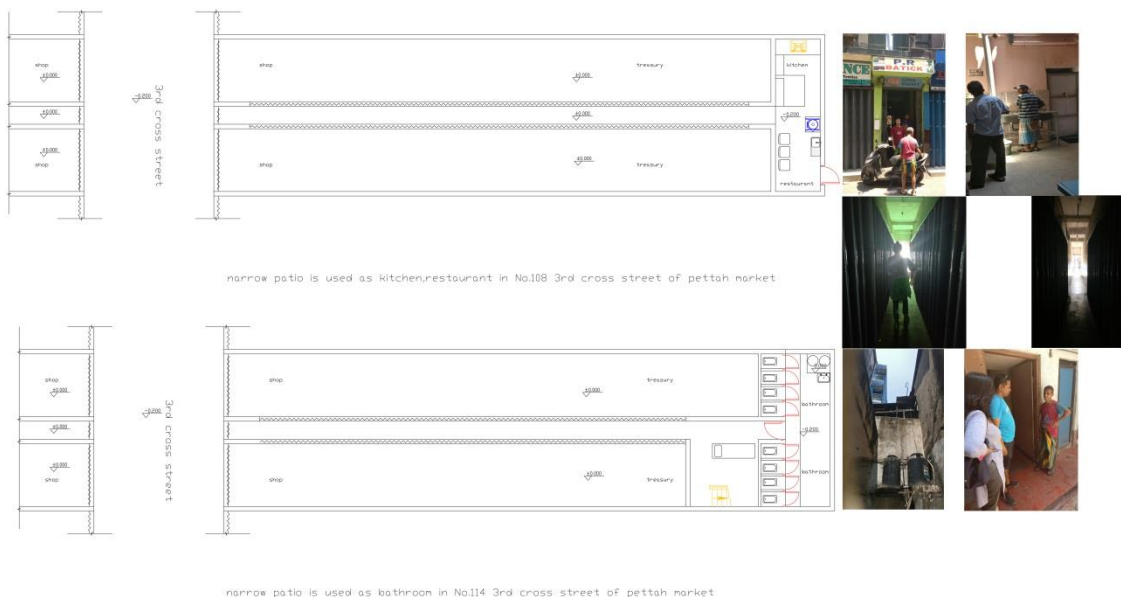 shop
±0.000
shop
±0.000
treasury
kitchen
-0.200
±0.000
±0.000
-0.200
±0.000
shop
3rd cross street
shop
±0.000
treasury
restaurant
P.R
BATICK
NCE
narrow patio is used as kitchen,restaurant in No.108 3rd cross street of pettah market
shop
±0.000
shop
±0.000
treasury
-0.200
±0.000
bathroom
-0.200
±0.000
shop
3rd cross street
shop
±0.000
treasury
bathroom
narrow patio is used as bathroom in No.114 3rd cross street of pettah market